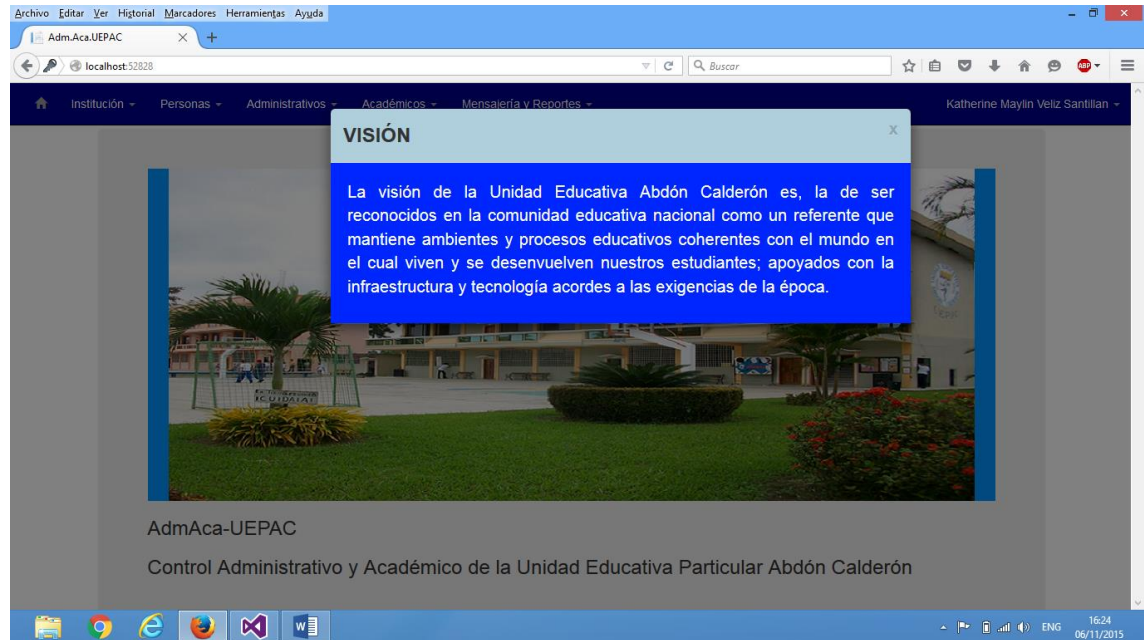 Archivo Editar Ver Historial Marcadores Herramientas Ayuda
Adm.Aca.UEPAC
localhost:52828
Buscar
ABP
Institución Personas Administrativos Académicos Mensajería y Reportes Katherine Maylin Veliz Santillan
VISIÓN x
La visión de la Unidad Educativa Abdón Calderón es, la de ser
reconocidos en la comunidad educativa nacional como un referente que
mantiene ambientes y procesos educativos coherentes con el mundo en
el cual viven y se desenvuelven nuestros estudiantes; apoyados con la
infraestructura y tecnología acordes a las exigencias de la época.
AdmAca-UEPAC
Control Administrativo y Académico de la Unidad Educativa Particular Abdón Calderón
ENG
16:24
06/11/2015